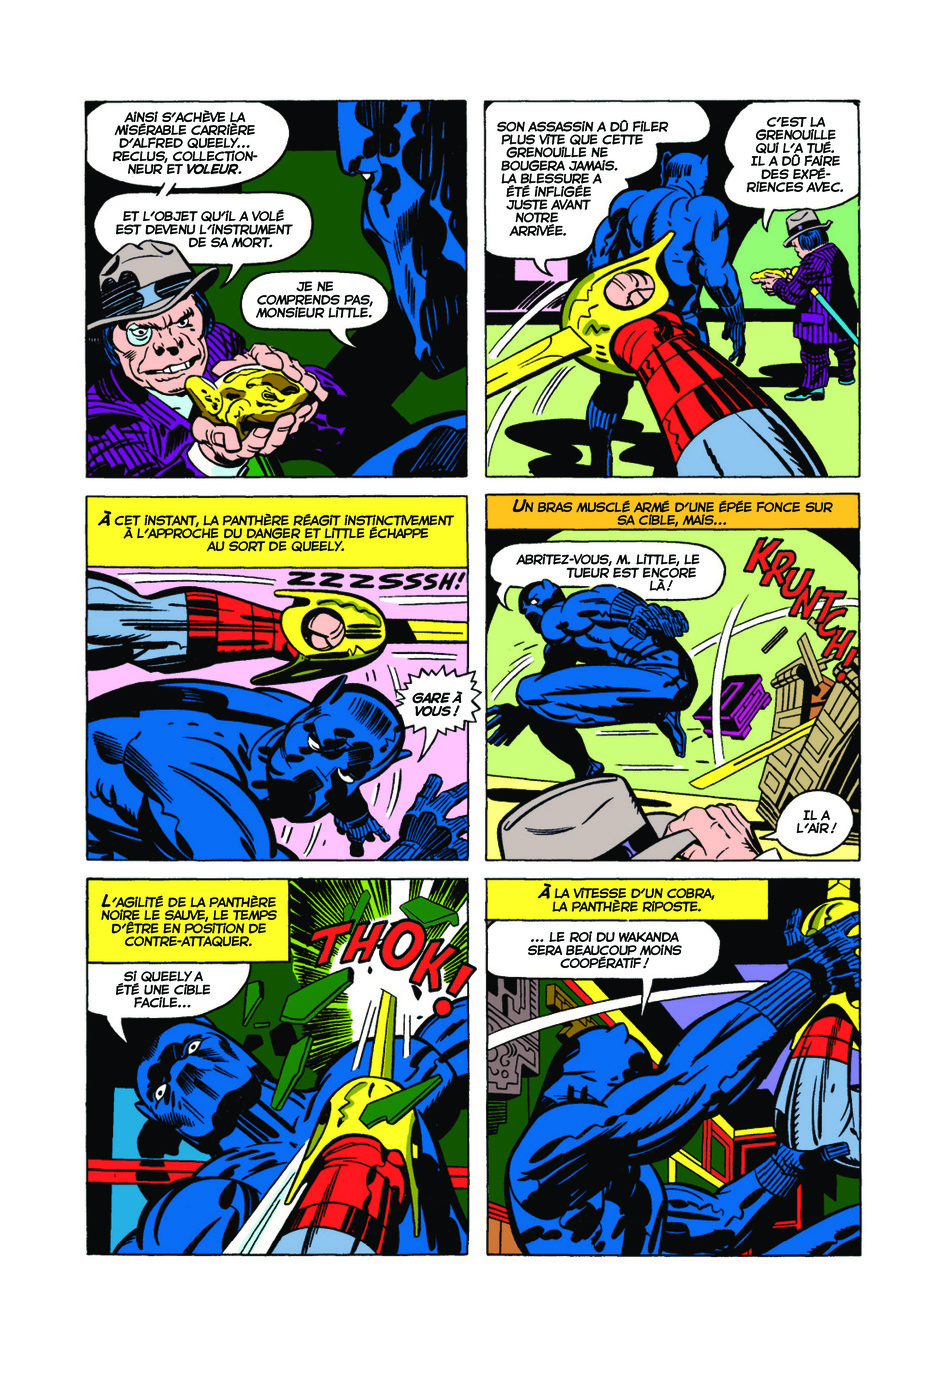 AINSI S'ACHÈVE LA
MISÉRABLE CARRIÈRE
D'ALFRED QUEELY...
RECLUS, COLLECTION-
NEUR ET VOLEUR.
ET L'OBJET QU'IL A VOLÉ
EST DEVENU L'INSTRUMENT
DE SA MORT.
JE NE
COMPRENDS PAS,
MONSIEUR LITTLE.
SON ASSASSIN A DÛ FILER
PLUS VITE QUE CETTE
GRENOUILLE NE
BOUGERA JAMAIS.
LA BLESSURE A
ÉTÉ INFLIGÉE
JUSTE AVANT
NOTRE
ARRIVÉE.
C'EST LA
GRENOUILLE
QUI L'A TUÉ.
IL A DÛ FAIRE
DES EXPÉ-
RIENCES AVEC.
À CET INSTANT, LA PANTHÈRE RÉAGIT INSTINCTIVEMENT
À L'APPROCHE DU DANGER ET LITTLE ÉCHAPPE
AU SORT DE QUEELY.
ZZZSSSH!
GARE À
VOUS !
UN BRAS MUSCLÉ ARMÉ D'UNE ÉPÉE FONCE SUR
SA CIBLE, MAIS...
ABRITEZ-VOUS, M. LITTLE, LE
TUEUR EST ENCORE
LÀ !
KRUNTCH!
IL A
L'AIR !
L'AGILITÉ DE LA PANTHÈRE
NOIRE LE SAUVE, LE TEMPS
D'ÊTRE EN POSITION DE
CONTRE-ATTAQUER.
SI QUEELY A
ÉTÉ UNE CIBLE
FACILE...
THOK!
À LA VITESSE D'UN COBRA,
LA PANTHÈRE RIPOSTE.
... LE ROI DU WAKANDA
SERA BEAUCOUP MOINS
COOPÉRATIF !